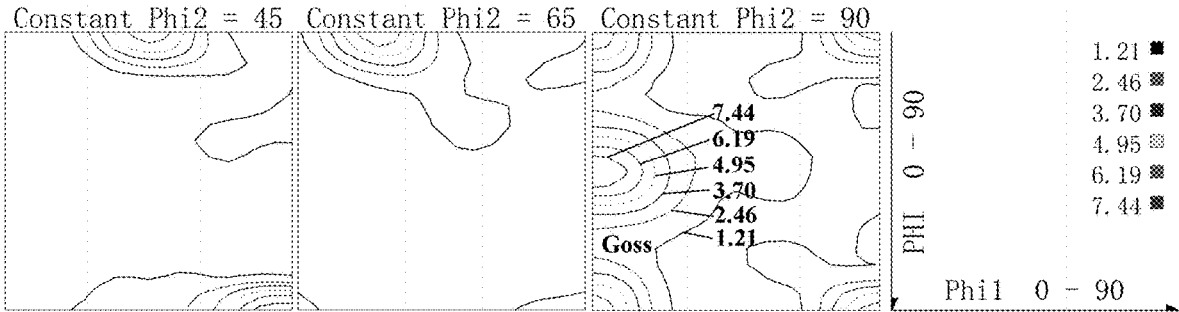 Constant Phi2 = 45
Constant Phi2 = 65
Constant Phi2 = 90
7.44
6.19
4.95
3.70
2.46
1.21
Goss
PHI 0 - 90
Phi1 0 - 90
1.21
2.46
3.70
4.95
6.19
7.44